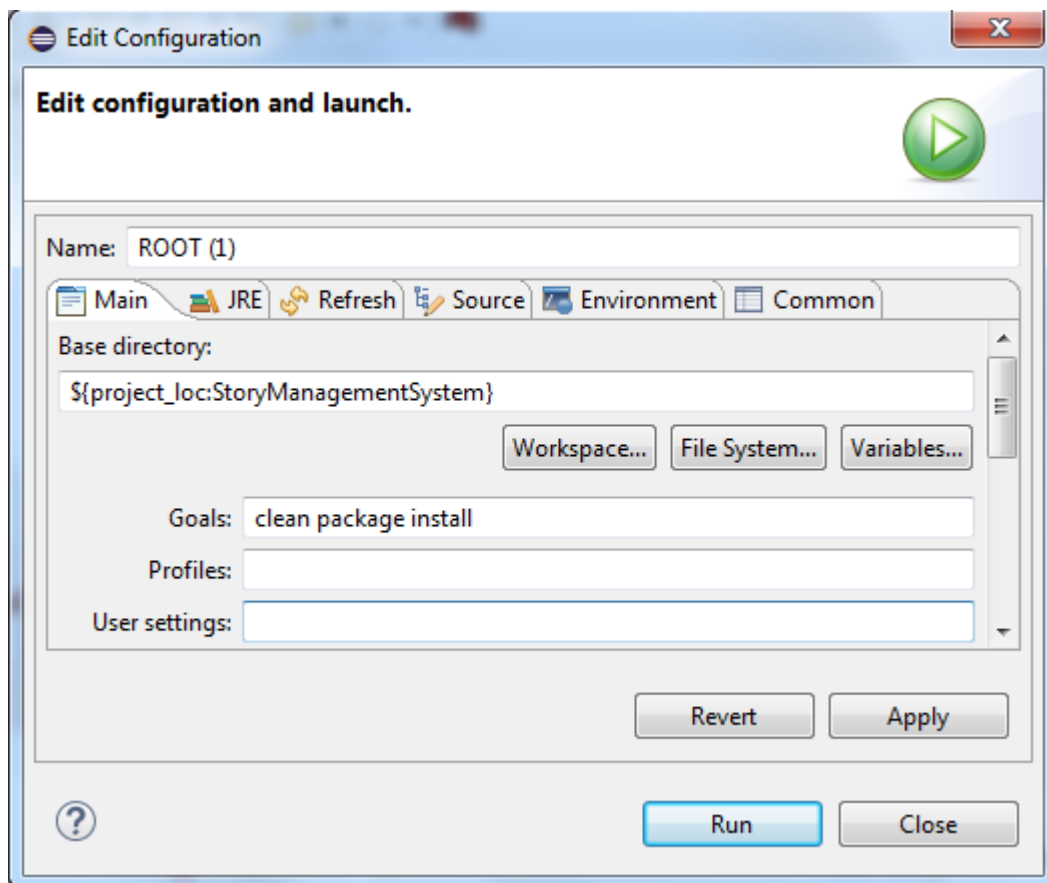 Edit Configuration
Edit configuration and launch.
Name: ROOT (1)
Main JRE Refresh Source Environment Common
Base directory:
${project_loc:StoryManagementSystem}
Workspace... File System... Variables...
Goals: clean package install
Profiles:
User settings:
Revert Apply
? Run Close